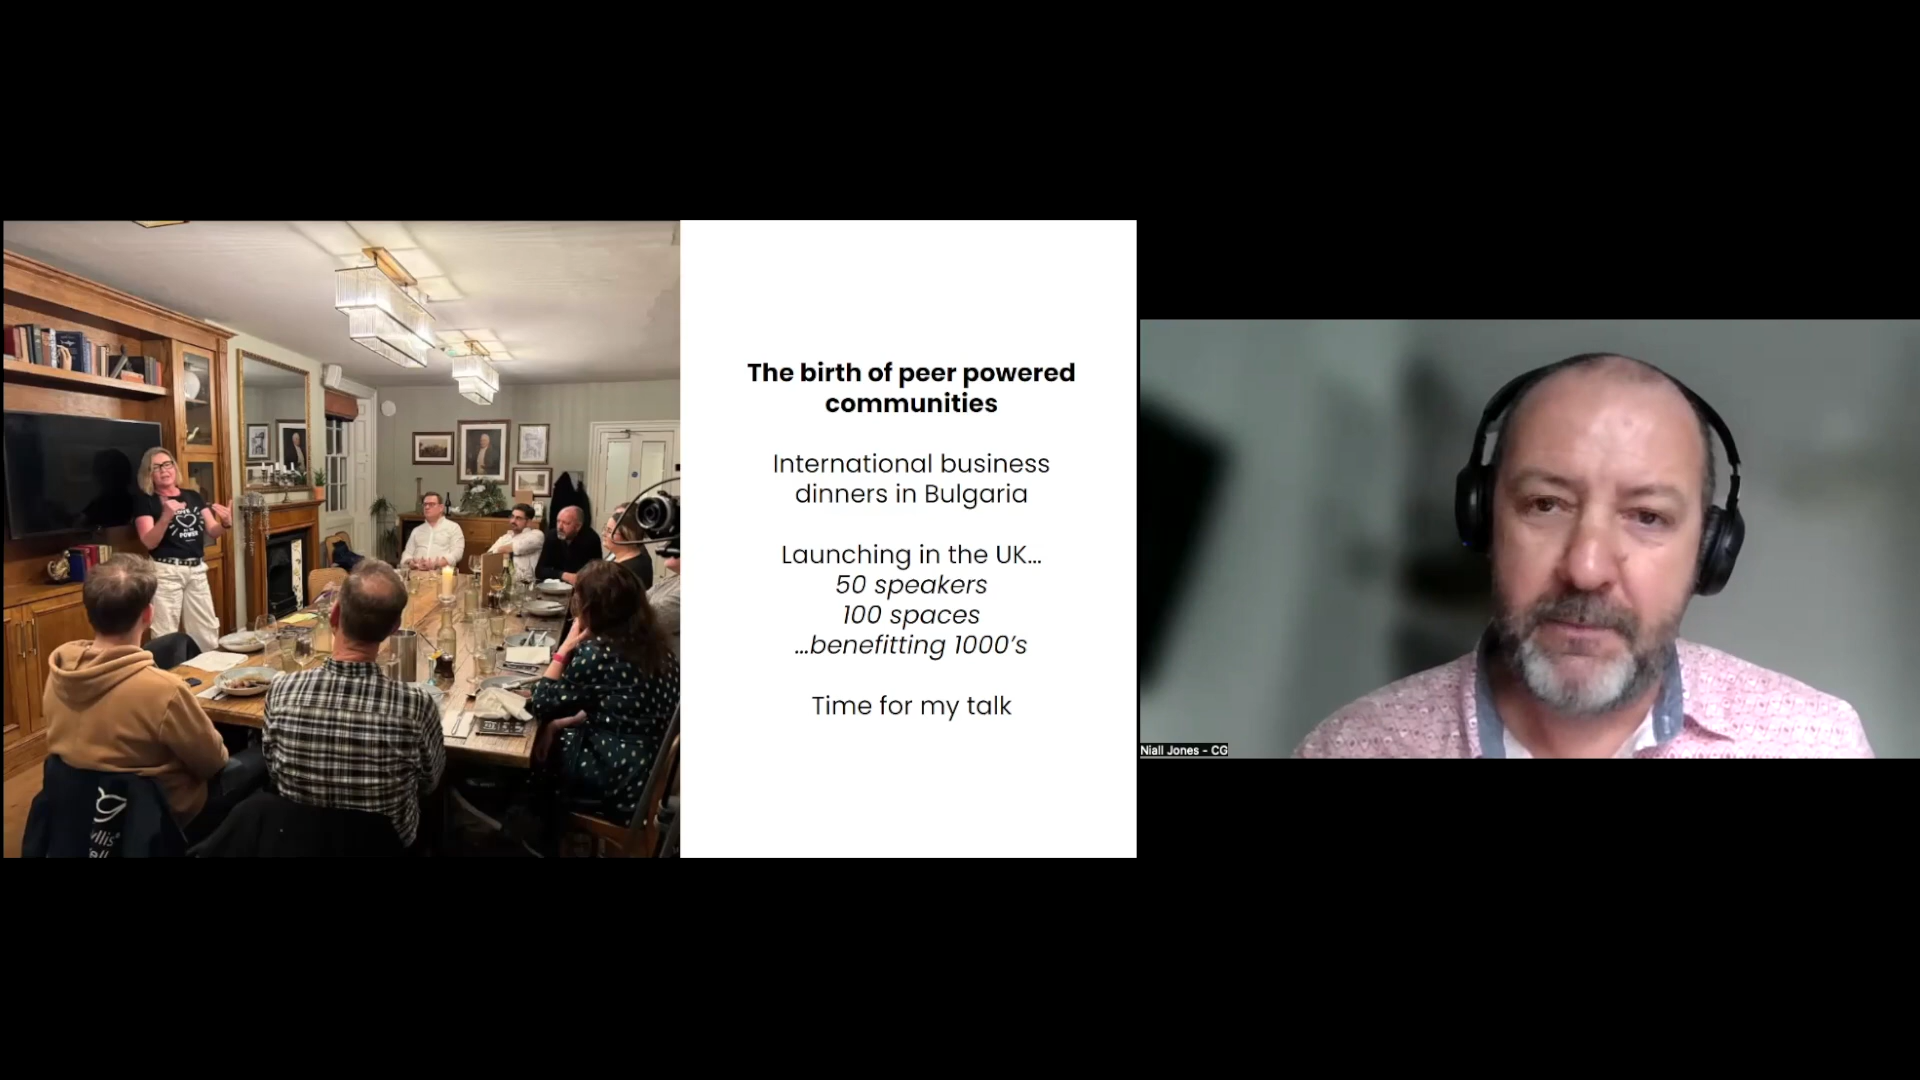 The birth of peer powered
communities
International business
dinners in Bulgaria
Launching in the UK...
50 speakers
100 spaces
...benefitting 1000's
Time for my talk
Niall Jones - CG
POWER